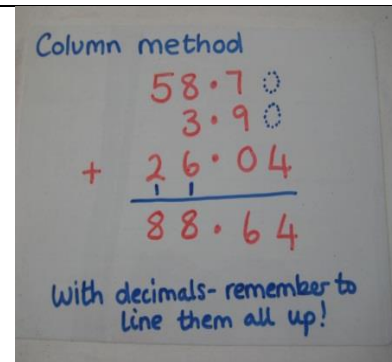 Column method
58.70
3.90
+ 26.04
1 1
88.64
With decimals- remember to
line them all up!